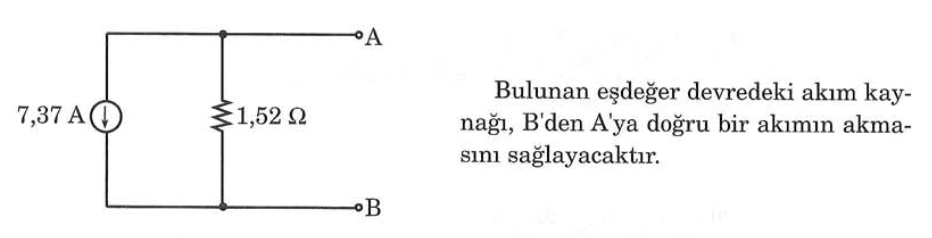 A
7,37 A
1,52 Ω
B
Bulunan eşdeğer devredeki akım kay-
nağı, B'den A'ya doğru bir akımın akma-
sını sağlayacaktır.